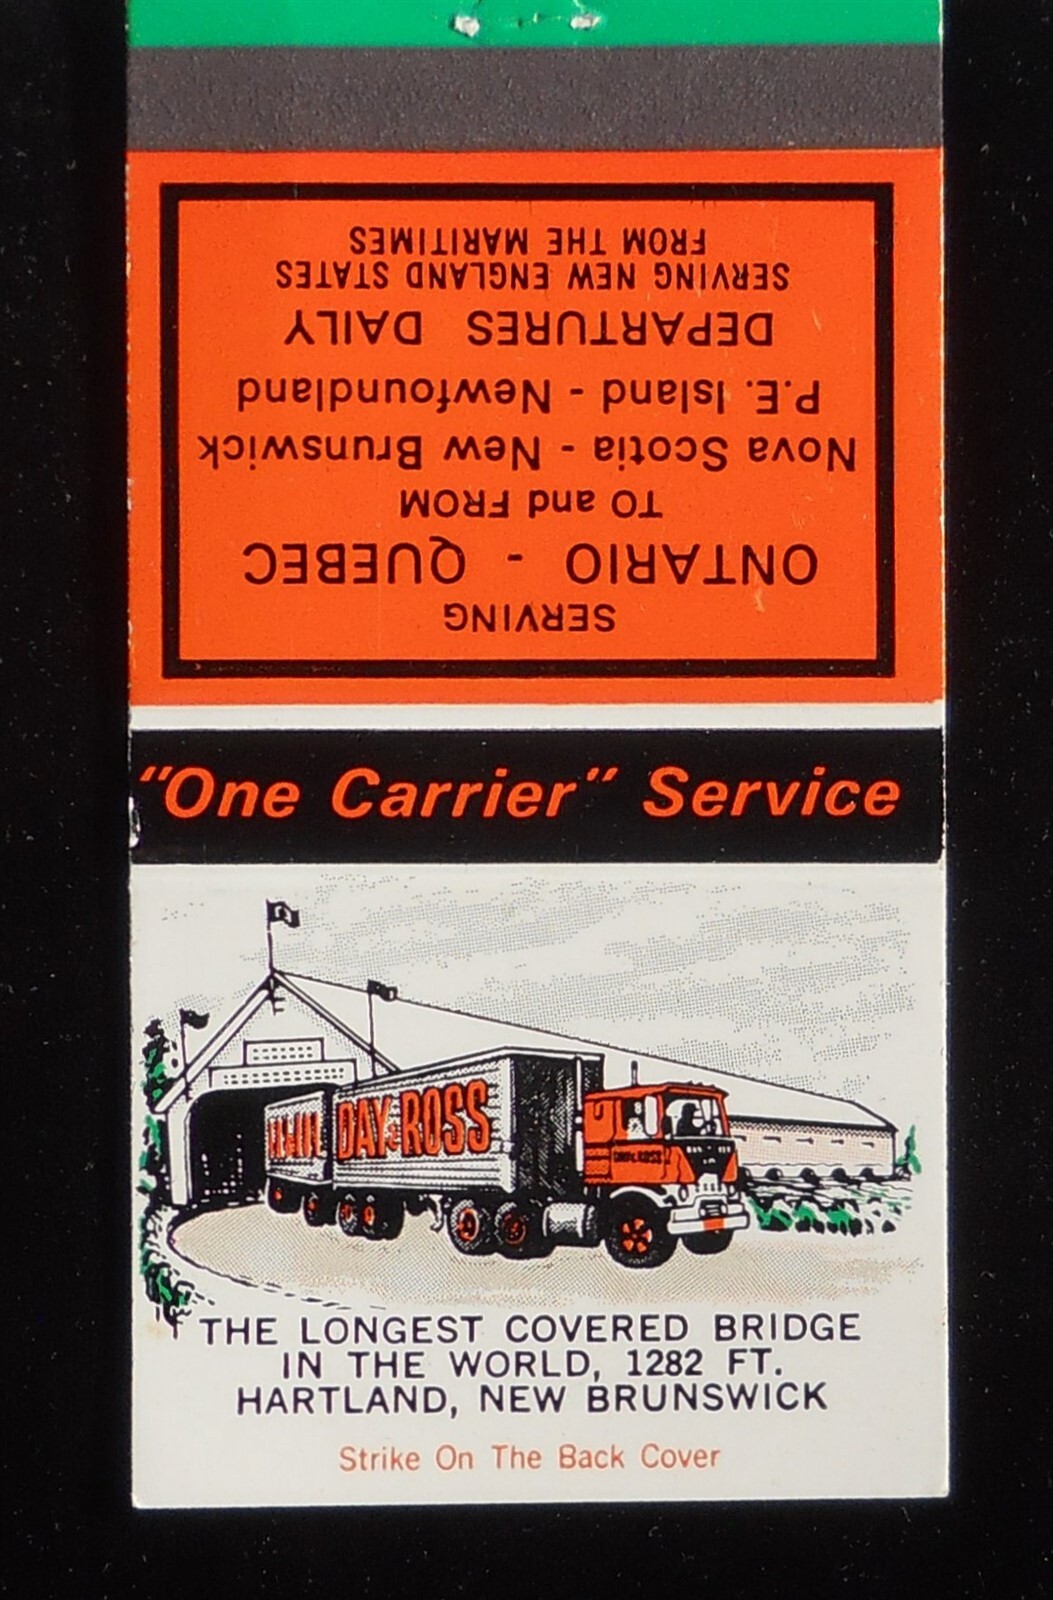 SERVING
ONTARIO - QUEBEC
TO and FROM
Nova Scotia - New Brunswick
P.E. Island - Newfoundland
DEPARTURES DAILY
SERVING NEW ENGLAND STATES
FROM THE MARITIMES
"One Carrier" Service
DAY & ROSS
DAY & ROSS
THE LONGEST COVERED BRIDGE
IN THE WORLD, 1282 FT.
HARTLAND, NEW BRUNSWICK
Strike On The Back Cover